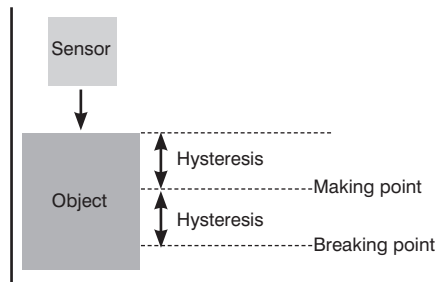 Sensor
Hysteresis
Making point
Object
Hysteresis
Breaking point